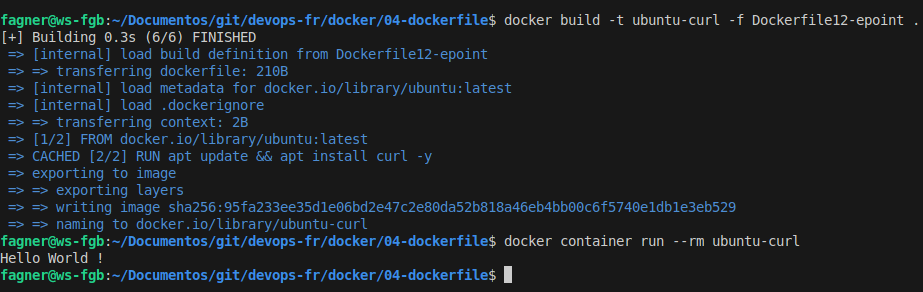 fagner@ws-fgb:~/Documentos/git/devops-fr/docker/04-dockerfile$ docker build -t ubuntu-curl -f Dockerfile12-epoint .
[+] Building 0.3s (6/6) FINISHED
=> [internal] load build definition from Dockerfile12-epoint
=> => transferring dockerfile: 210B
=> [internal] load metadata for docker.io/library/ubuntu:latest
=> [internal] load .dockerignore
=> => transferring context: 2B
=> [1/2] FROM docker.io/library/ubuntu:latest
=> CACHED [2/2] RUN apt update && apt install curl -y
=> exporting to image
=> => exporting layers
=> => writing image sha256:95fa233ee35d1e06bd2e47c2e80da52b818a46eb4bb00c6f5740e1db1e3eb529
=> => naming to docker.io/library/ubuntu-curl
fagner@ws-fgb:~/Documentos/git/devops-fr/docker/04-dockerfile$ docker container run --rm ubuntu-curl
Hello World !
fagner@ws-fgb:~/Documentos/git/devops-fr/docker/04-dockerfile$